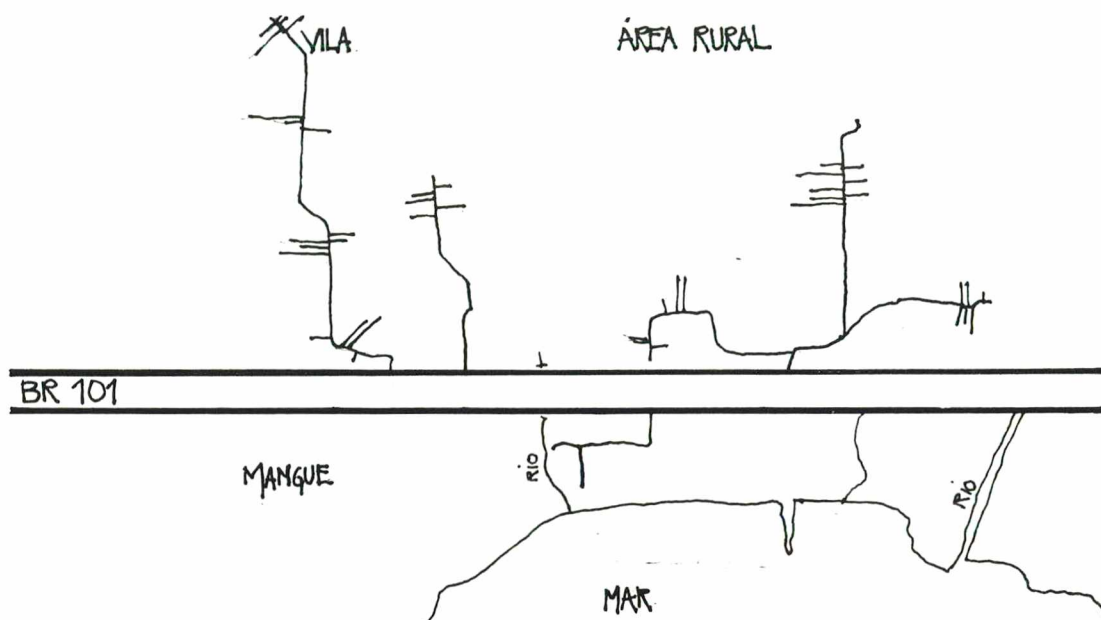 VILA
ÁREA RURAL
BR 101
MANGUE
RIO
RIO
MAR